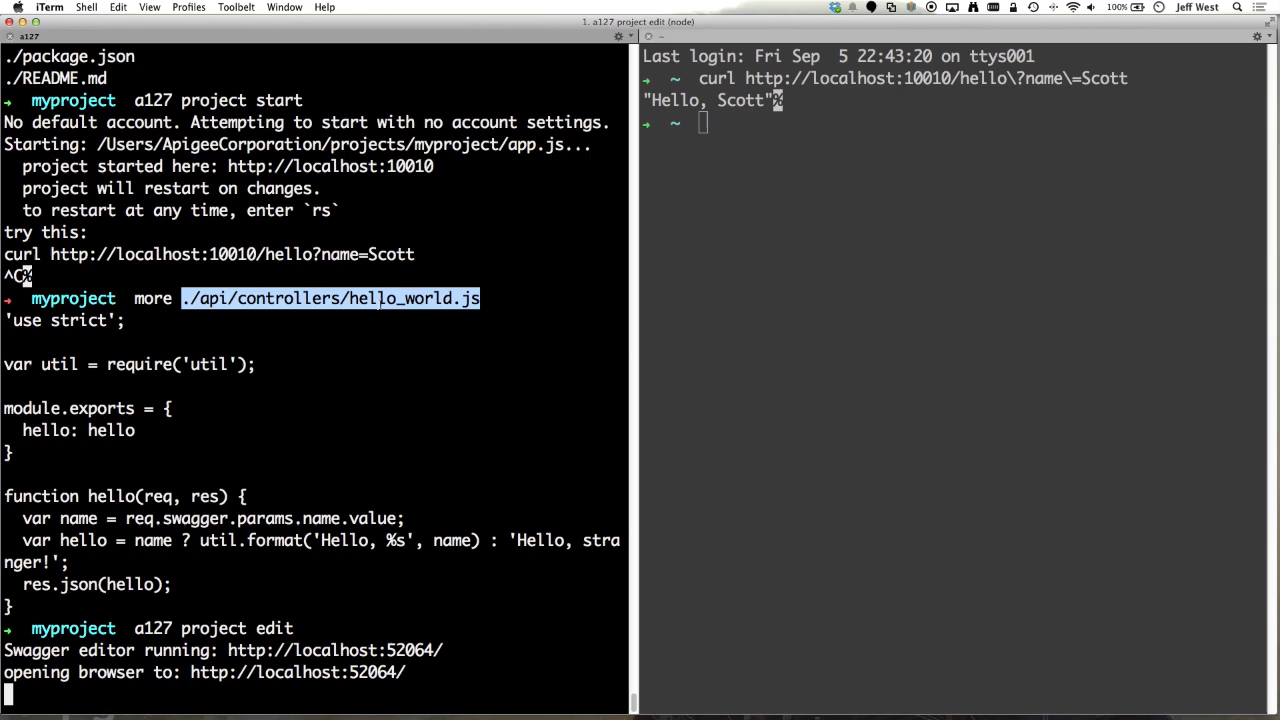 iTerm Shell Edit View Profiles Toolbelt Window Help 100% Jeff West
1. a127 project edit (node)
a127
./package.json
./README.md
➜ myproject a127 project start
No default account. Attempting to start with no account settings.
Starting: /Users/ApigeeCorporation/projects/myproject/app.js...
  project started here: http://localhost:10010
  project will restart on changes.
  to restart at any time, enter `rs`
try this:
curl http://localhost:10010/hello?name=Scott
^C%
➜ myproject more ./api/controllers/hello_world.js
'use strict';
var util = require('util');
module.exports = {
  hello: hello
}
function hello(req, res) {
  var name = req.swagger.params.name.value;
  var hello = name ? util.format('Hello, %s', name) : 'Hello, stra
nger!';
  res.json(hello);
}
➜ myproject a127 project edit
Swagger editor running: http://localhost:52064/
opening browser to: http://localhost:52064/
~
Last login: Fri Sep  5 22:43:20 on ttys001
➜ ~ curl http://localhost:10010/hello\?name\=Scott
"Hello, Scott"%
➜ ~